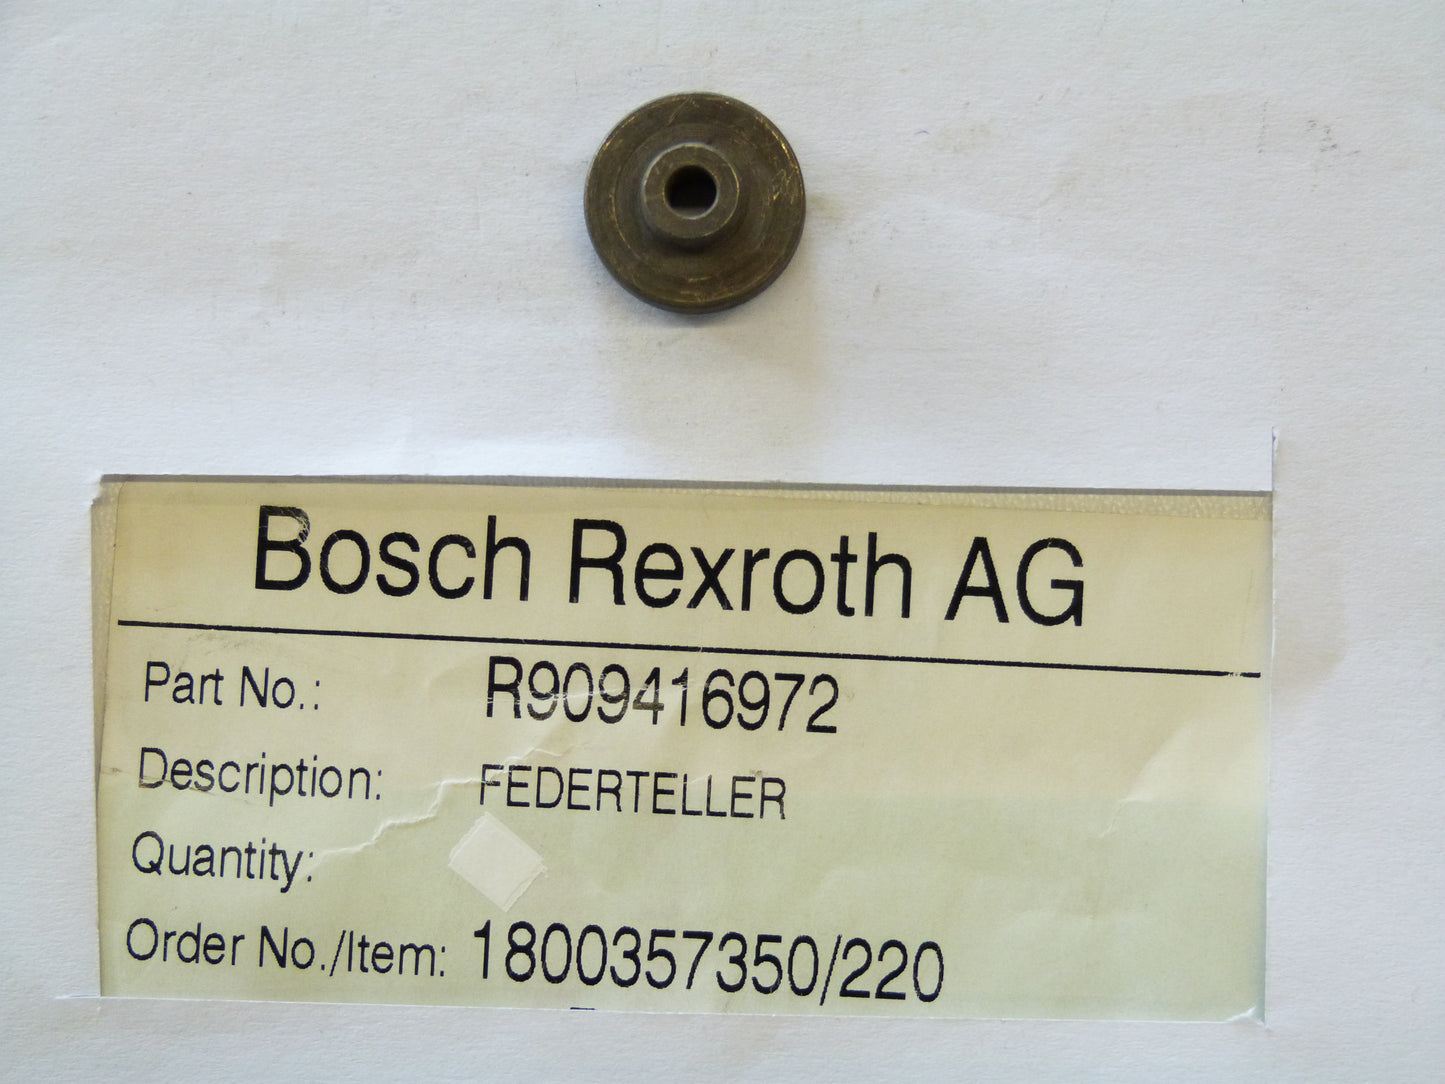 Bosch Rexroth AG
Part No.: R909416972
Description: FEDERTELLER
Quantity:
Order No./Item: 1800357350/220